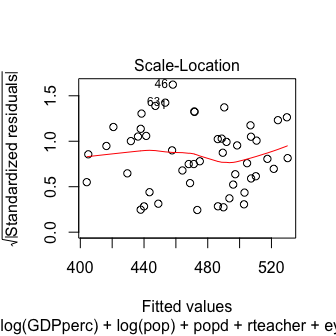 Scale-Location
√|Standardized residuals|
0.0 0.5 1.0 1.5
46
63
400 440 480 520
Fitted values
log(GDPperc) + log(pop) + popd + rteacher + ey